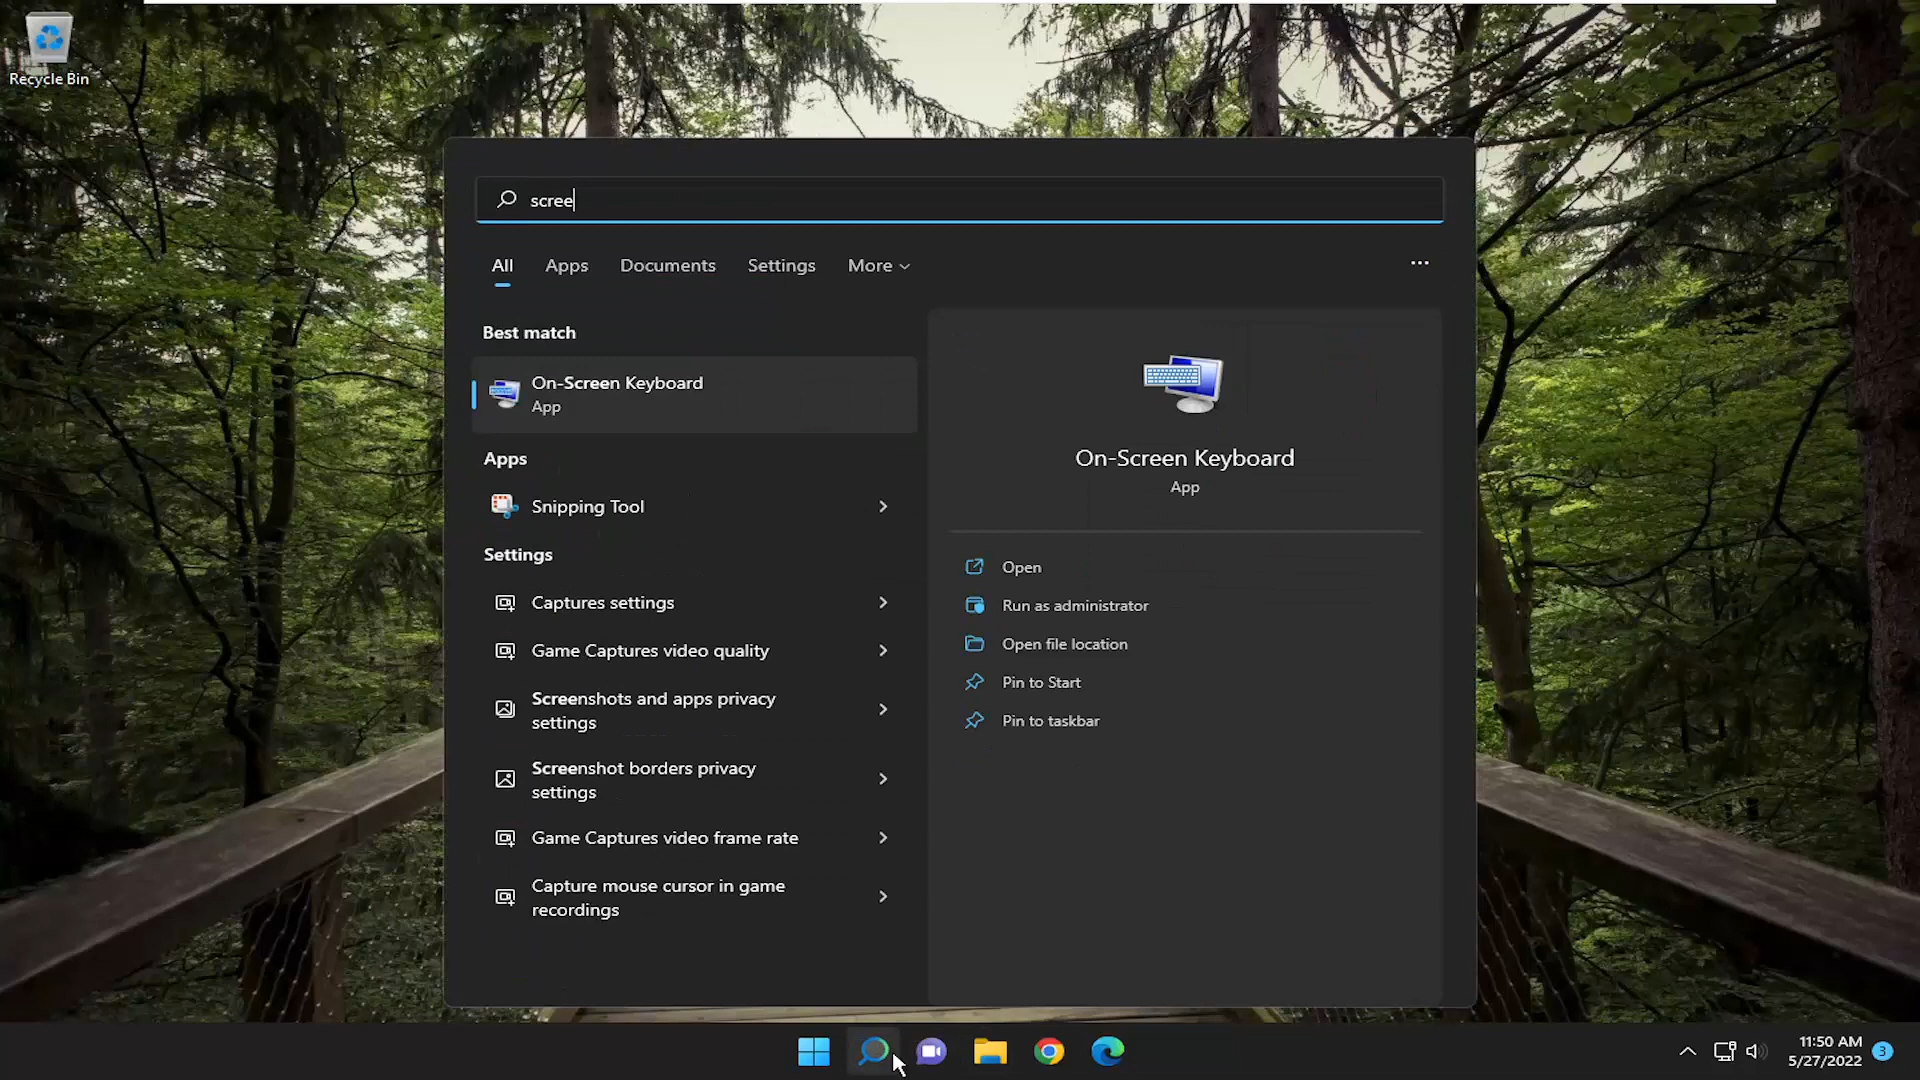 Recycle Bin
scree
All Apps Documents Settings More
Best match
On-Screen Keyboard
App
Apps
Snipping Tool
Settings
Captures settings
Game Captures video quality
Screenshots and apps privacy
settings
Screenshot borders privacy
settings
Game Captures video frame rate
Capture mouse cursor in game
recordings
On-Screen Keyboard
App
Open
Run as administrator
Open file location
Pin to Start
Pin to taskbar
11:50 AM
5/27/2022
3